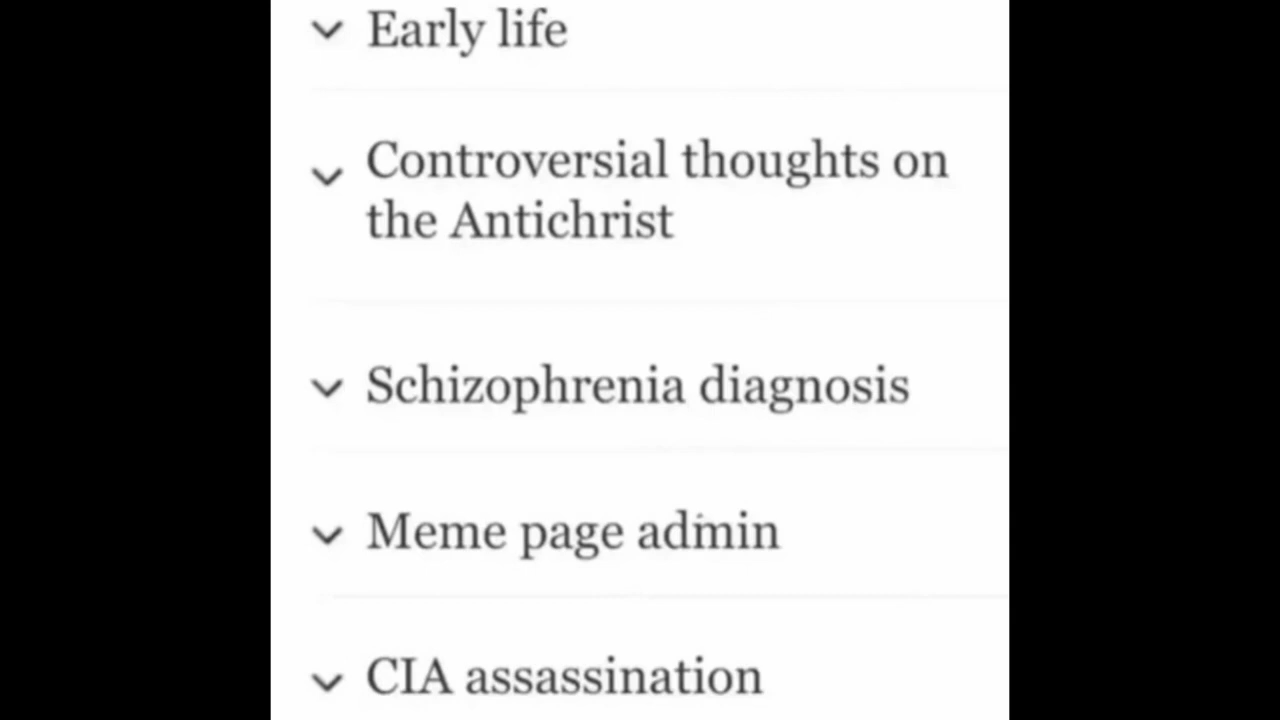 Early life
Controversial thoughts on
the Antichrist
Schizophrenia diagnosis
Meme page admin
CIA assassination